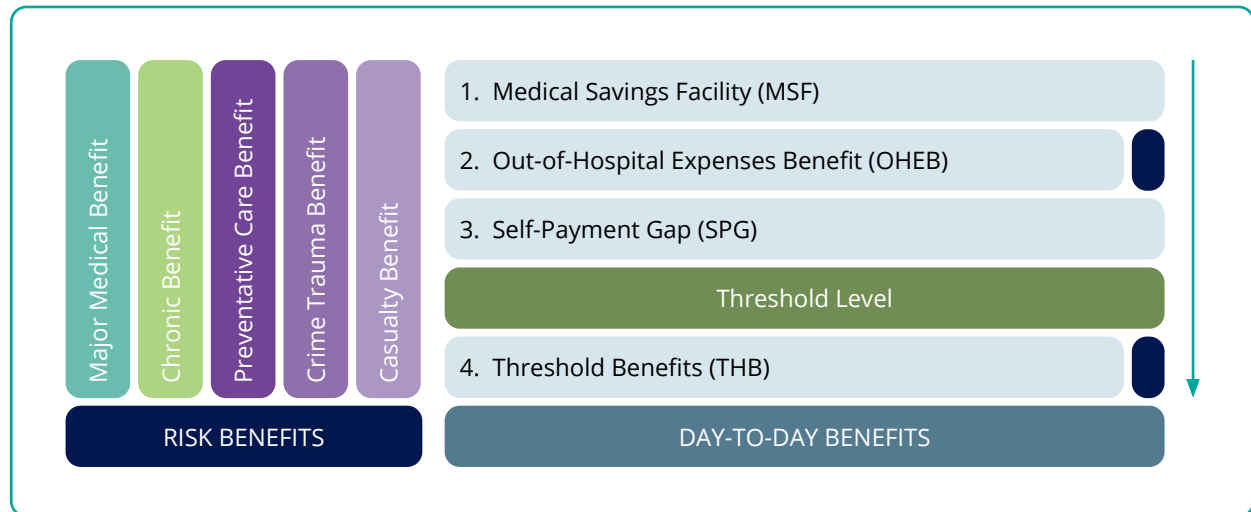 Major Medical Benefit
Chronic Benefit
Preventative Care Benefit
Crime Trauma Benefit
Casualty Benefit
RISK BENEFITS
1. Medical Savings Facility (MSF)
2. Out-of-Hospital Expenses Benefit (OHEB)
3. Self-Payment Gap (SPG)
Threshold Level
4. Threshold Benefits (THB)
DAY-TO-DAY BENEFITS